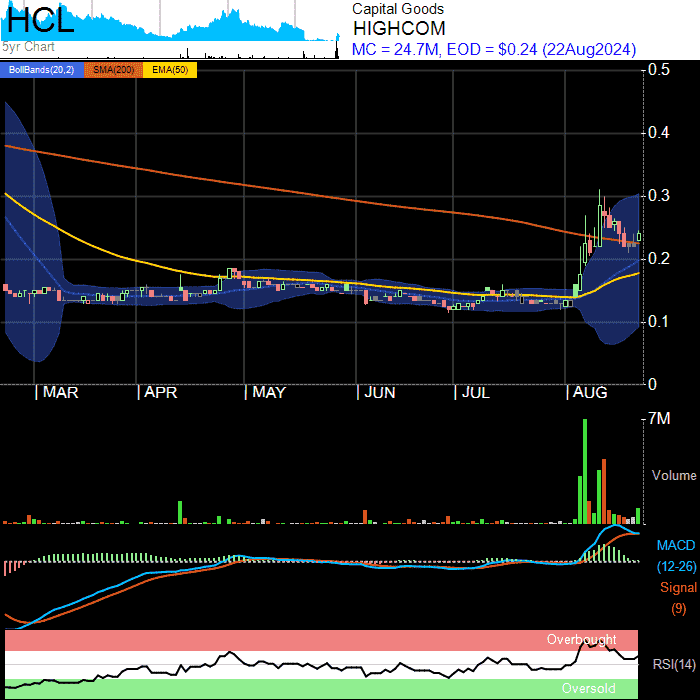 HCL
5yr Chart
Capital Goods
HIGHCOM
MC = 24.7M, EOD = $0.24 (22Aug2024)
BollBands(20,2) SMA(200) EMA(50)
0.5
0.4
0.3
0.2
0.1
0
MAR APR MAY JUN JUL AUG
7M
Volume
MACD
(12-26)
Signal
(9)
Overbought
RSI(14)
Oversold